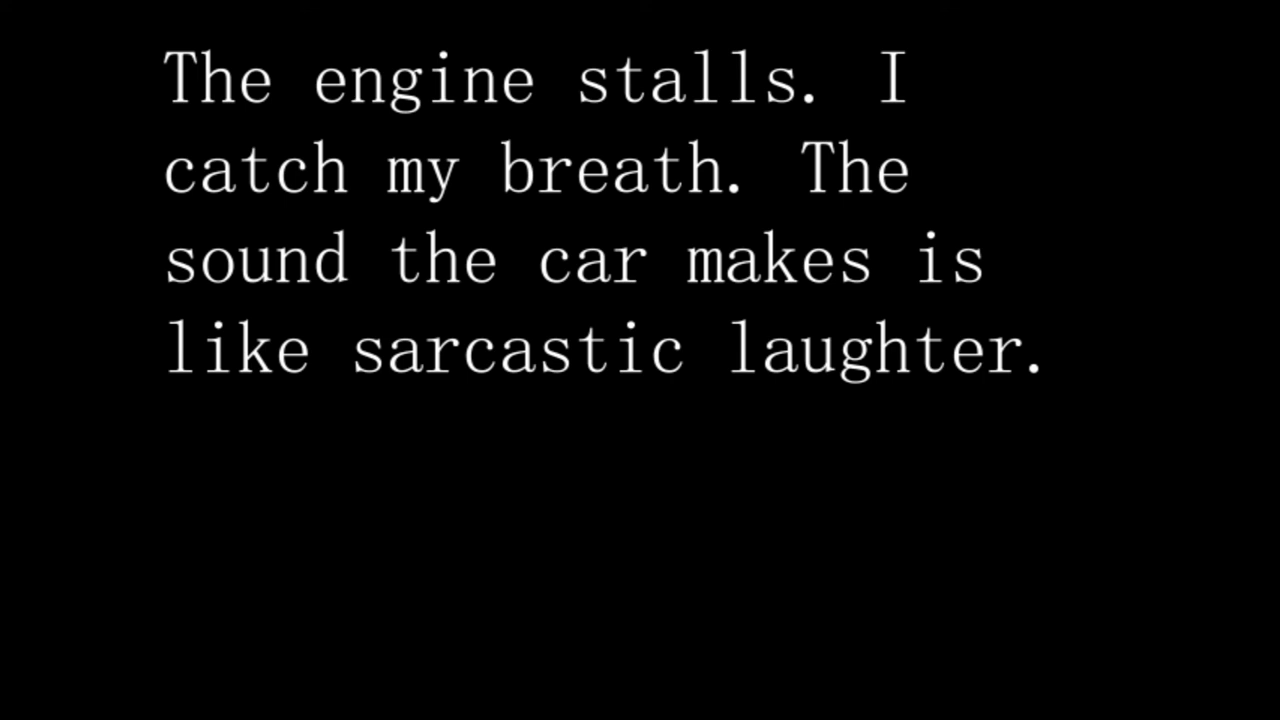 The engine stalls. I
catch my breath. The
sound the car makes is
like sarcastic laughter.